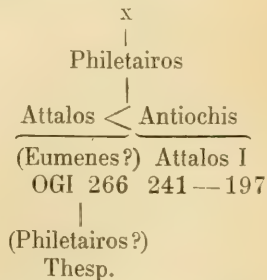 x
Philetairos
Attalos < Antiochis
(Eumenes?) Attalos I
OGI 266 241—197
(Philetairos?)
Thesp.